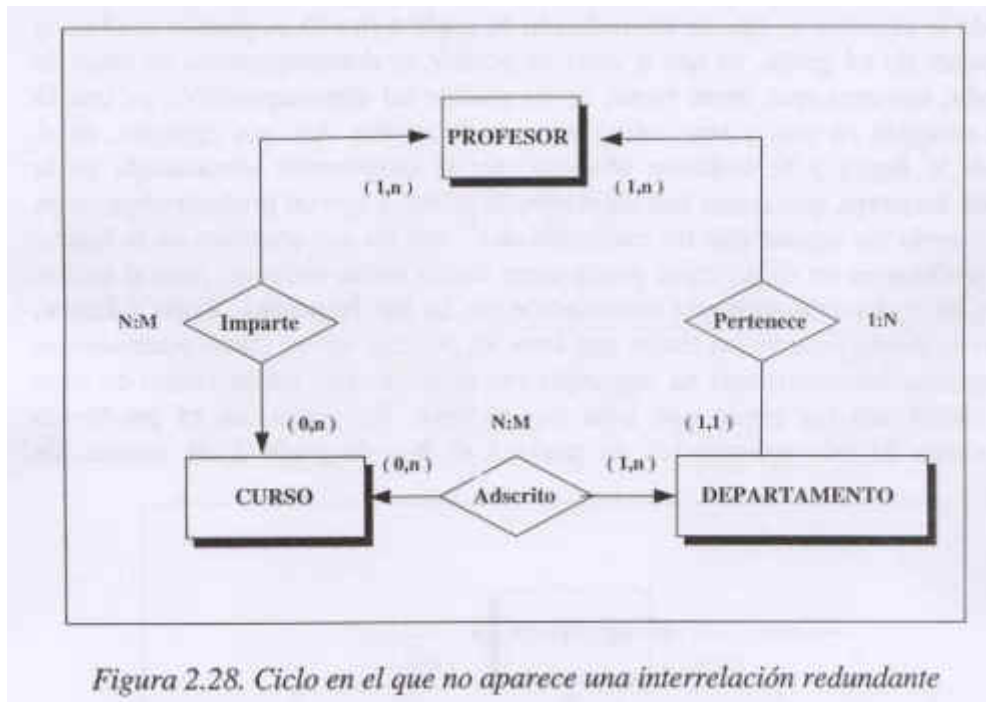 PROFESOR
( 1,n ) ( 1,n )
N:M Imparte Pertenece 1:N
( 0,n ) N:M ( 1,1 )
( 0,n ) ( 1,n )
CURSO Adscrito DEPARTAMENTO
Figura 2.28. Ciclo en el que no aparece una interrelación redundante